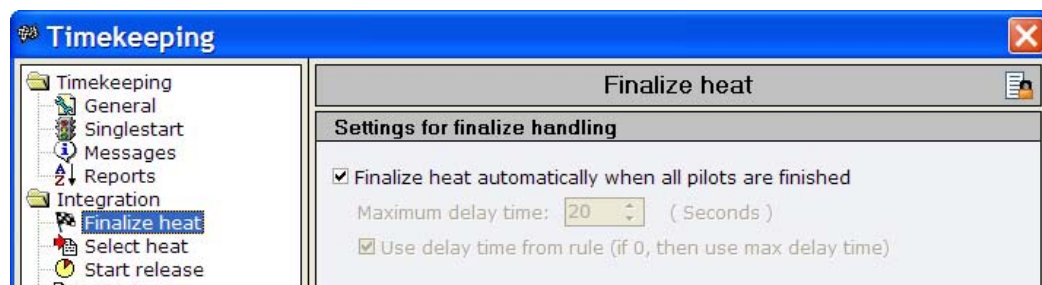 Timekeeping
Timekeeping
General
Singlestart
Messages
Reports
Integration
Finalize heat
Select heat
Start release
Finalize heat
Settings for finalize handling
Finalize heat automatically when all pilots are finished
Maximum delay time: 20 ( Seconds )
Use delay time from rule (if 0, then use max delay time)